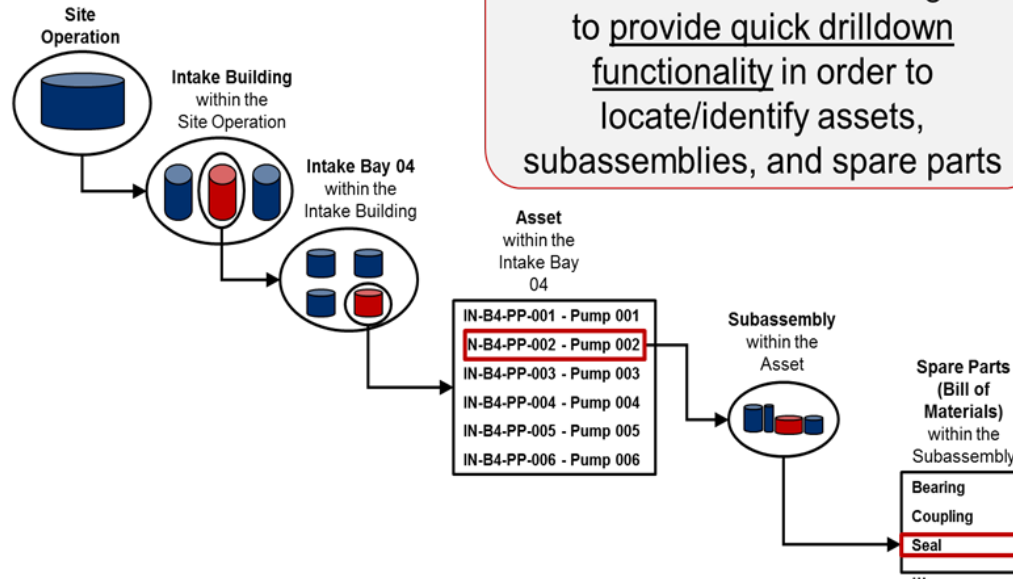 Site
Operation
to provide quick drilldown
functionality in order to
locate/identify assets,
subassemblies, and spare parts
Intake Building
within the
Site Operation
Intake Bay 04
within the
Intake Building
Asset
within the
Intake Bay
04
IN-B4-PP-001 - Pump 001
N-B4-PP-002 - Pump 002
IN-B4-PP-003 - Pump 003
IN-B4-PP-004 - Pump 004
IN-B4-PP-005 - Pump 005
IN-B4-PP-006 - Pump 006
Subassembly
within the
Asset
Spare Parts
(Bill of
Materials)
within the
Subassembly
Bearing
Coupling
Seal